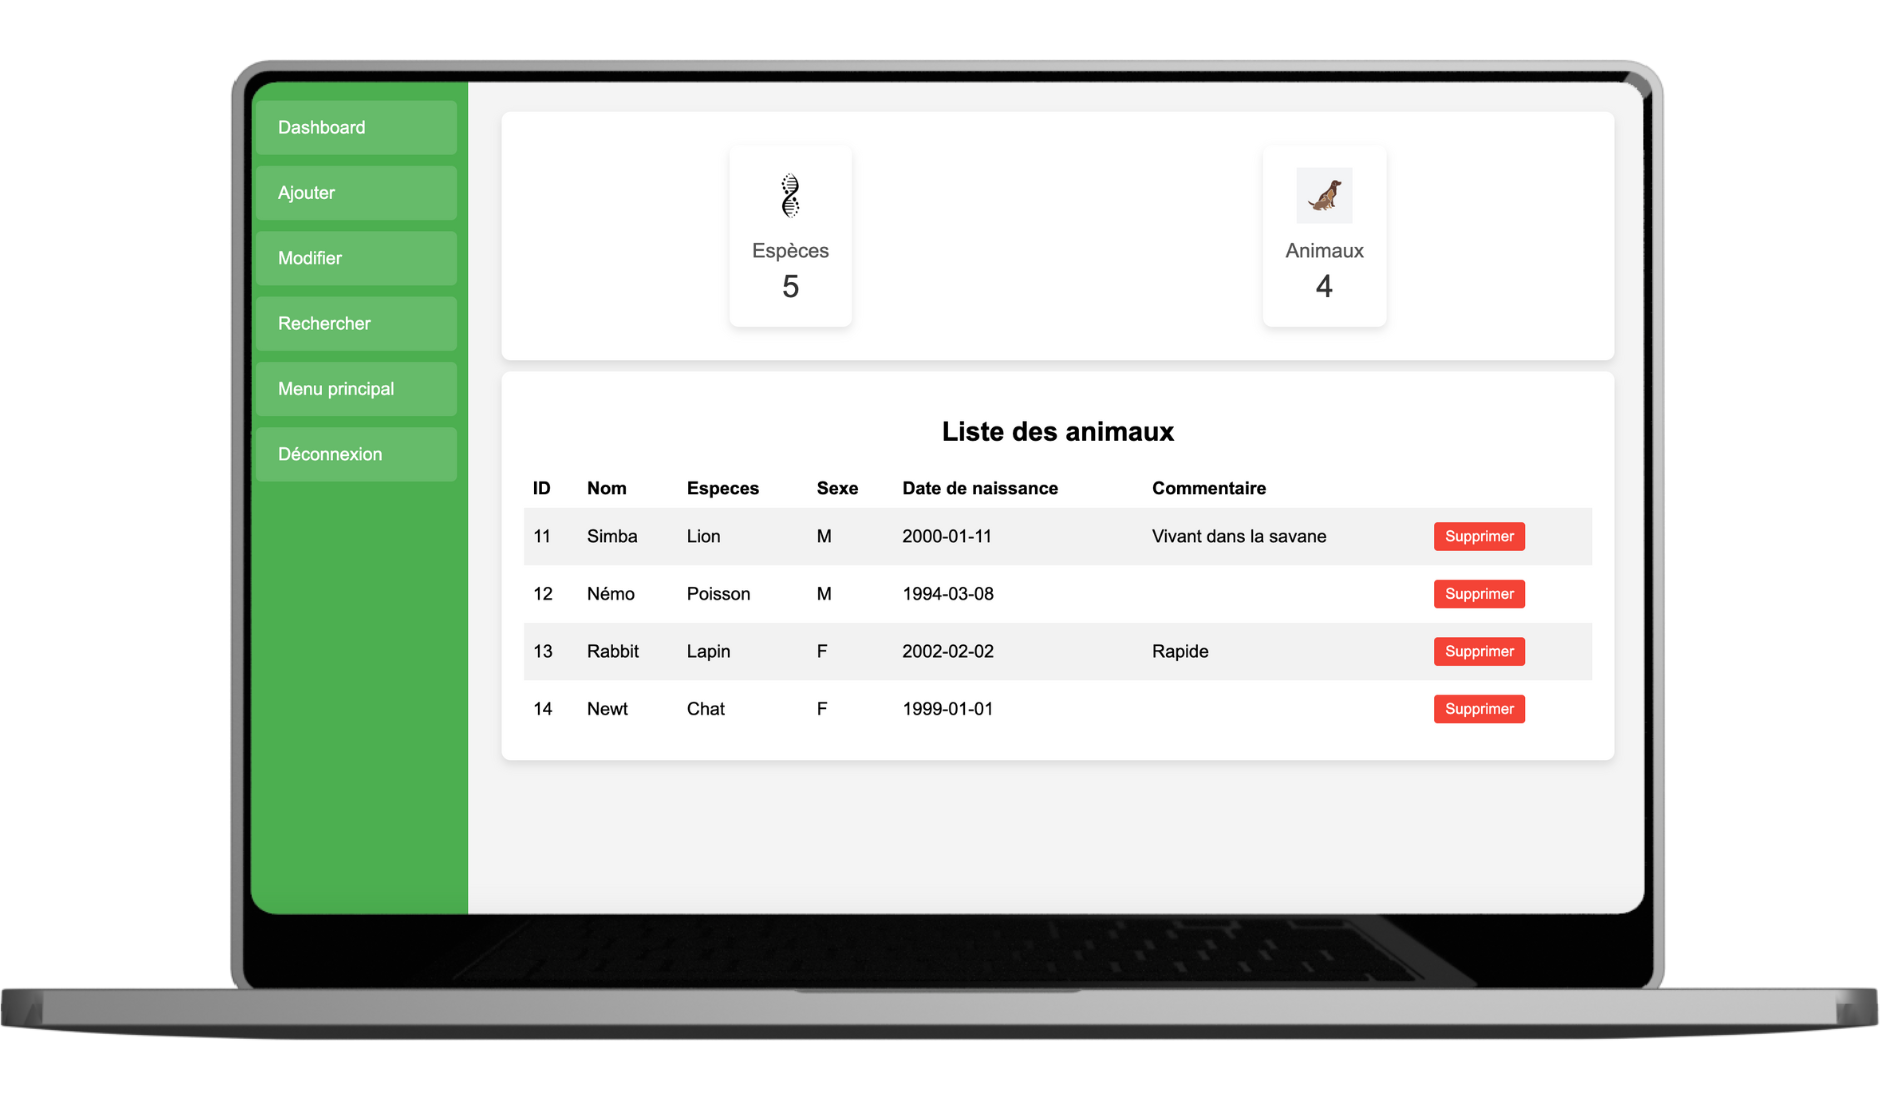 Dashboard
Ajouter
Modifier
Rechercher
Menu principal
Déconnexion
Espèces
5
Animaux
4
Liste des animaux
ID Nom Especes Sexe Date de naissance Commentaire
11 Simba Lion M 2000-01-11 Vivant dans la savane Supprimer
12 Némo Poisson M 1994-03-08 Supprimer
13 Rabbit Lapin F 2002-02-02 Rapide Supprimer
14 Newt Chat F 1999-01-01 Supprimer